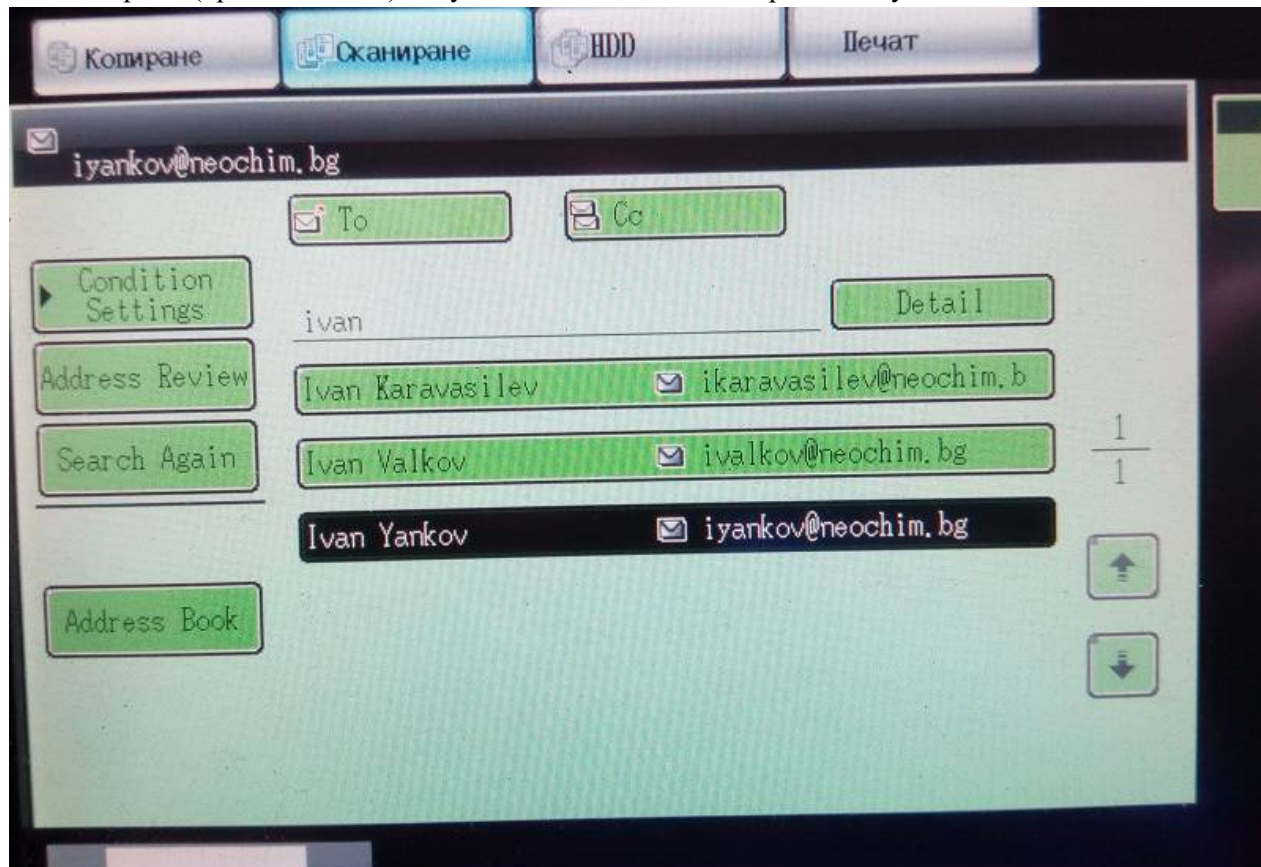 Копиране Сканиране HDD Печат
iyankov@neochim.bg
To Cc
Condition
Settings
ivan Detail
Address Review
Ivan Karavasilev ikaravasilev@neochim.b
Search Again
Ivan Valkov ivalkov@neochim.bg
1
1
Ivan Yankov iyankov@neochim.bg
Address Book